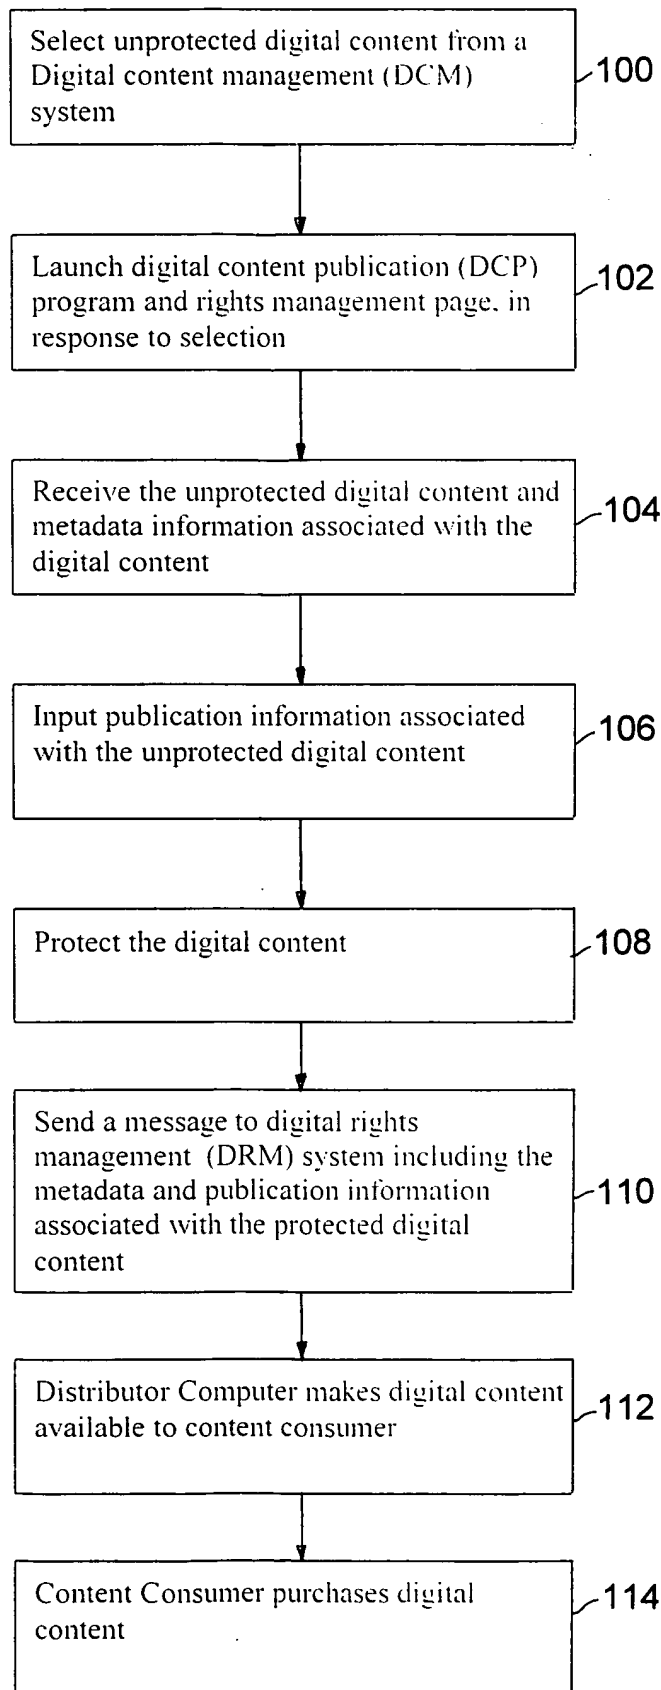 Select unprotected digital content from a
Digital content management (DCM)
system
100
Launch digital content publication (DCP)
program and rights management page, in
response to selection
102
Receive the unprotected digital content and
metadata information associated with the
digital content
104
Input publication information associated
with the unprotected digital content
106
Protect the digital content
108
Send a message to digital rights
management (DRM) system including the
metadata and publication information
associated with the protected digital
content
110
Distributor Computer makes digital content
available to content consumer
112
Content Consumer purchases digital
content
114